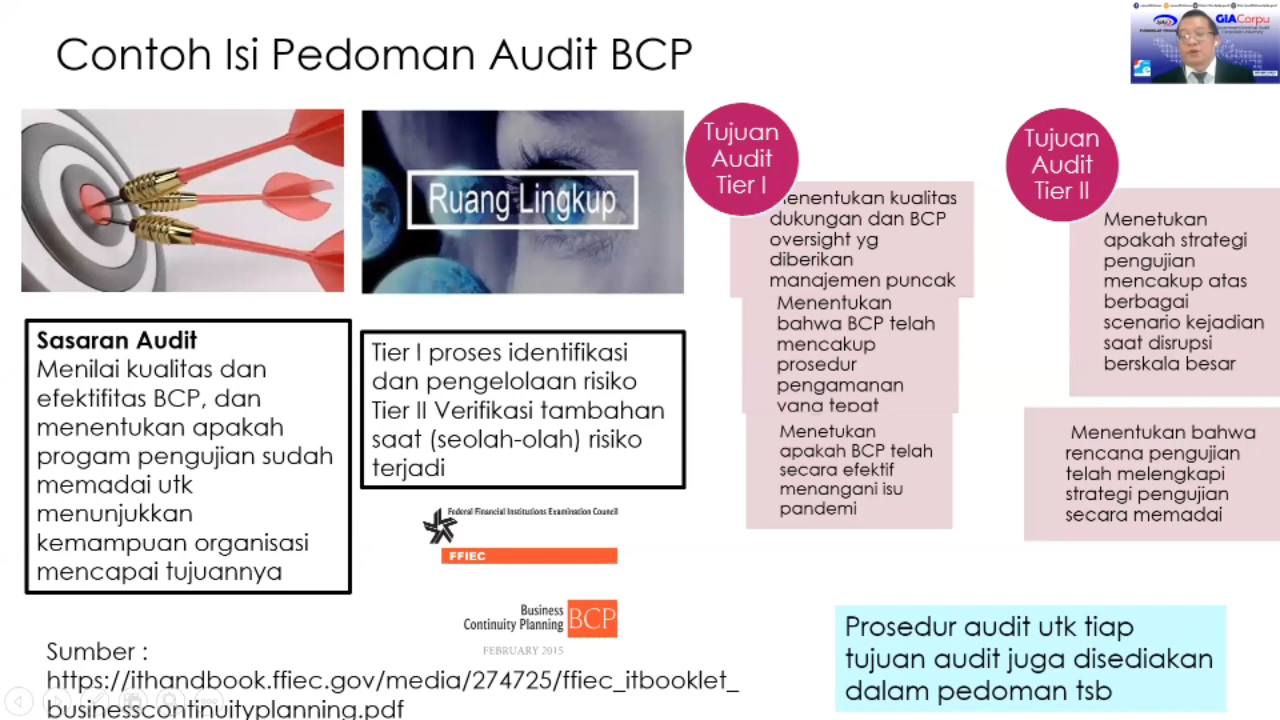 Contoh Isi Pedoman Audit BCP
GIACorpu
Ruang Lingkup
Sasaran Audit
Menilai kualitas dan
efektifitas BCP, dan
menentukan apakah
progam pengujian sudah
memadai utk
menunjukkan
kemampuan organisasi
mencapai tujuannya
Tier I proses identifikasi
dan pengelolaan risiko
Tier II Verifikasi tambahan
saat (seolah-olah) risiko
terjadi
Federal Financial Institutions Examination Council
FFIEC
Business
Continuity Planning
BCP
FEBRUARY 2015
Sumber :
https://ithandbook.ffiec.gov/media/274725/ffiec_itbooklet_
businesscontinuityplanning.pdf
Tujuan
Audit
Tier I
enentukan kualitas
dukungan dan BCP
oversight yg
diberikan
manajemen puncak
Menentukan
bahwa BCP telah
mencakup
prosedur
pengamanan
yang tepat
Menetukan
apakah BCP telah
secara efektif
menangani isu
pandemi
Tujuan
Audit
Tier II
Menetukan
apakah strategi
pengujian
mencakup atas
berbagai
scenario kejadian
saat disrupsi
berskala besar
Menentukan bahwa
rencana pengujian
telah melengkapi
strategi pengujian
secara memadai
Prosedur audit utk tiap
tujuan audit juga disediakan
dalam pedoman tsb